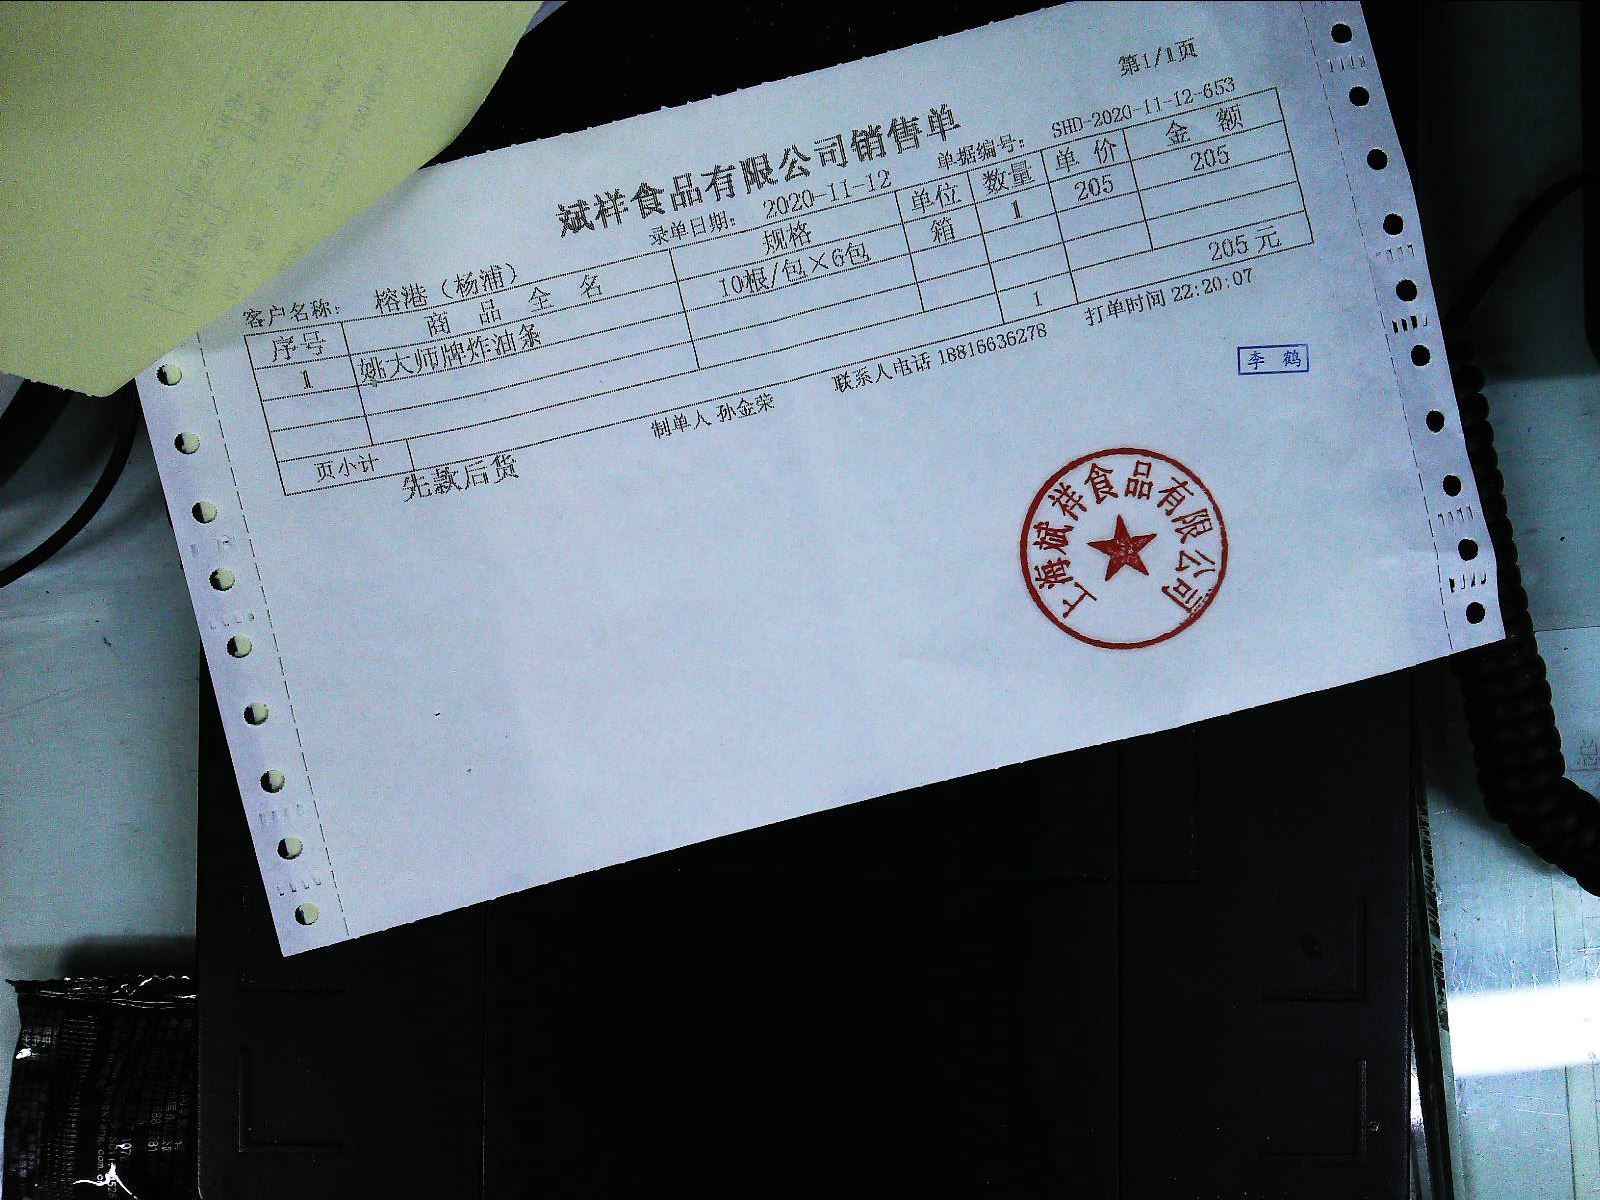 第1/1页
斌祥食品有限公司销售单
客户名称： 榕港（杨浦） 录单日期： 2020-11-12 单据编号： SHD-2020-11-12-653
序号 商品全名 规格 单位 数量 单价 金额
1 姚大师牌炸油条 10根/包×6包 箱 1 205 205
页小计 1 205元
先款后货 制单人 孙金荣 联系人电话 18816636278 打单时间 22:20:07
李鹤
上海斌祥食品有限公司